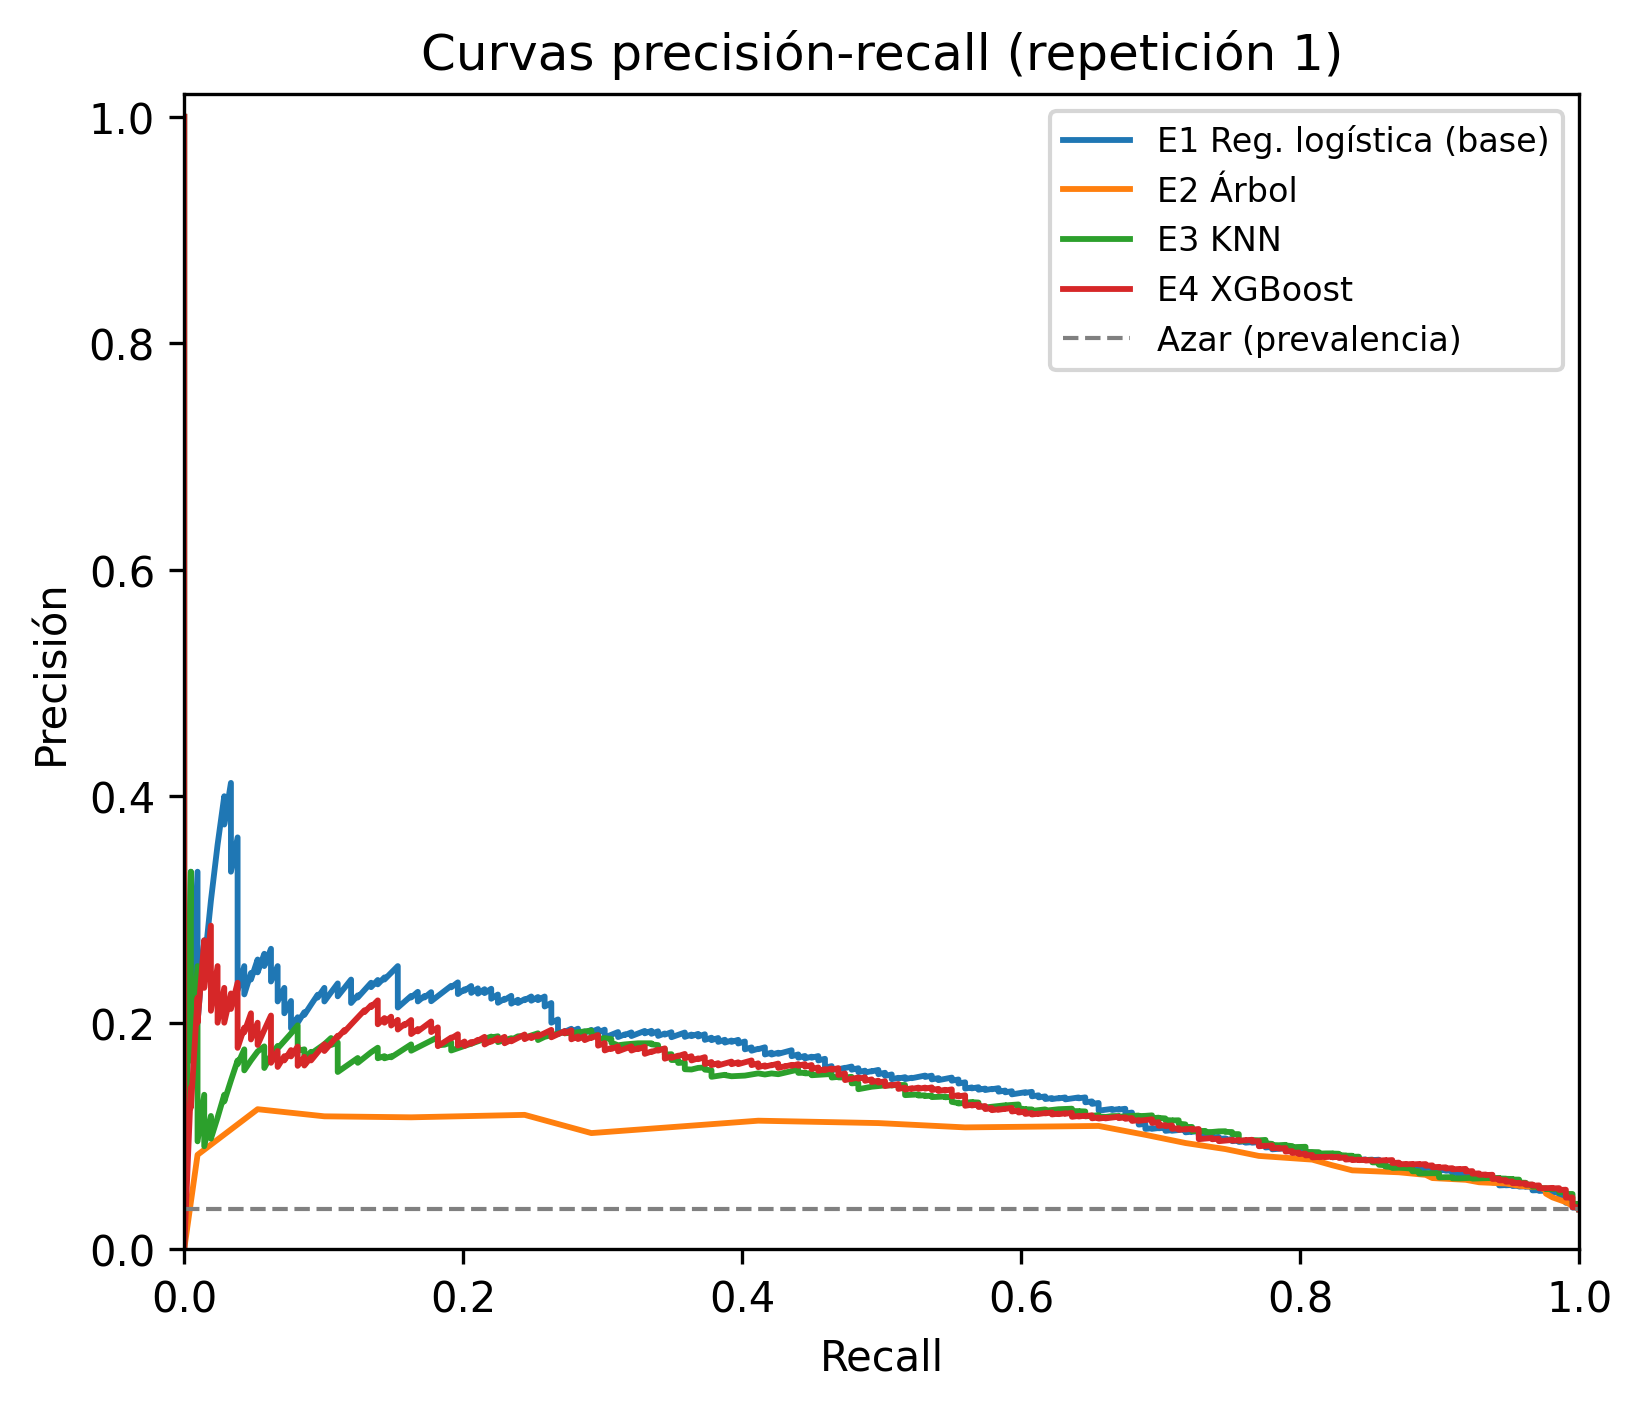 Curvas precisión-recall (repetición 1)
E1 Reg. logística (base)
E2 Árbol
E3 KNN
E4 XGBoost
Azar (prevalencia)
1.0
0.8
0.6
0.4
0.2
0.0
Precisión
0.0 0.2 0.4 0.6 0.8 1.0
Recall